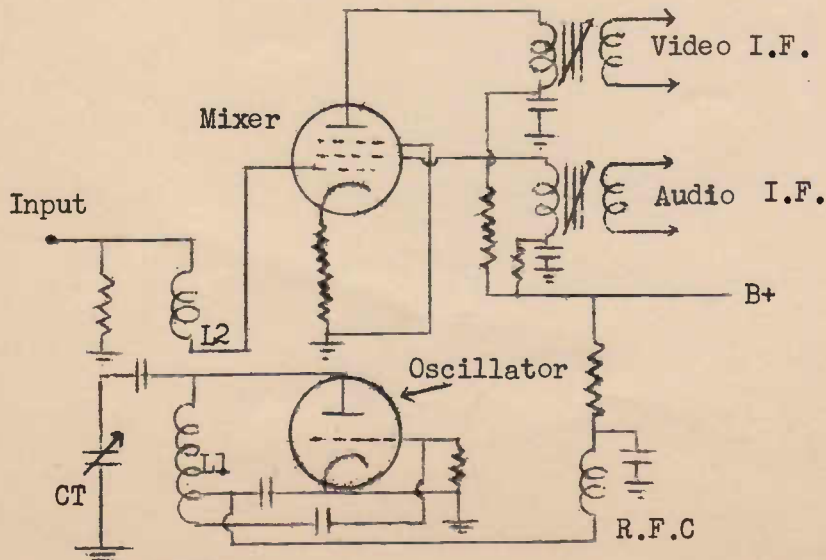 Video I.F.
Mixer
Audio I.F.
Input
B+
L2
Oscillator
L1
CT
R.F.C